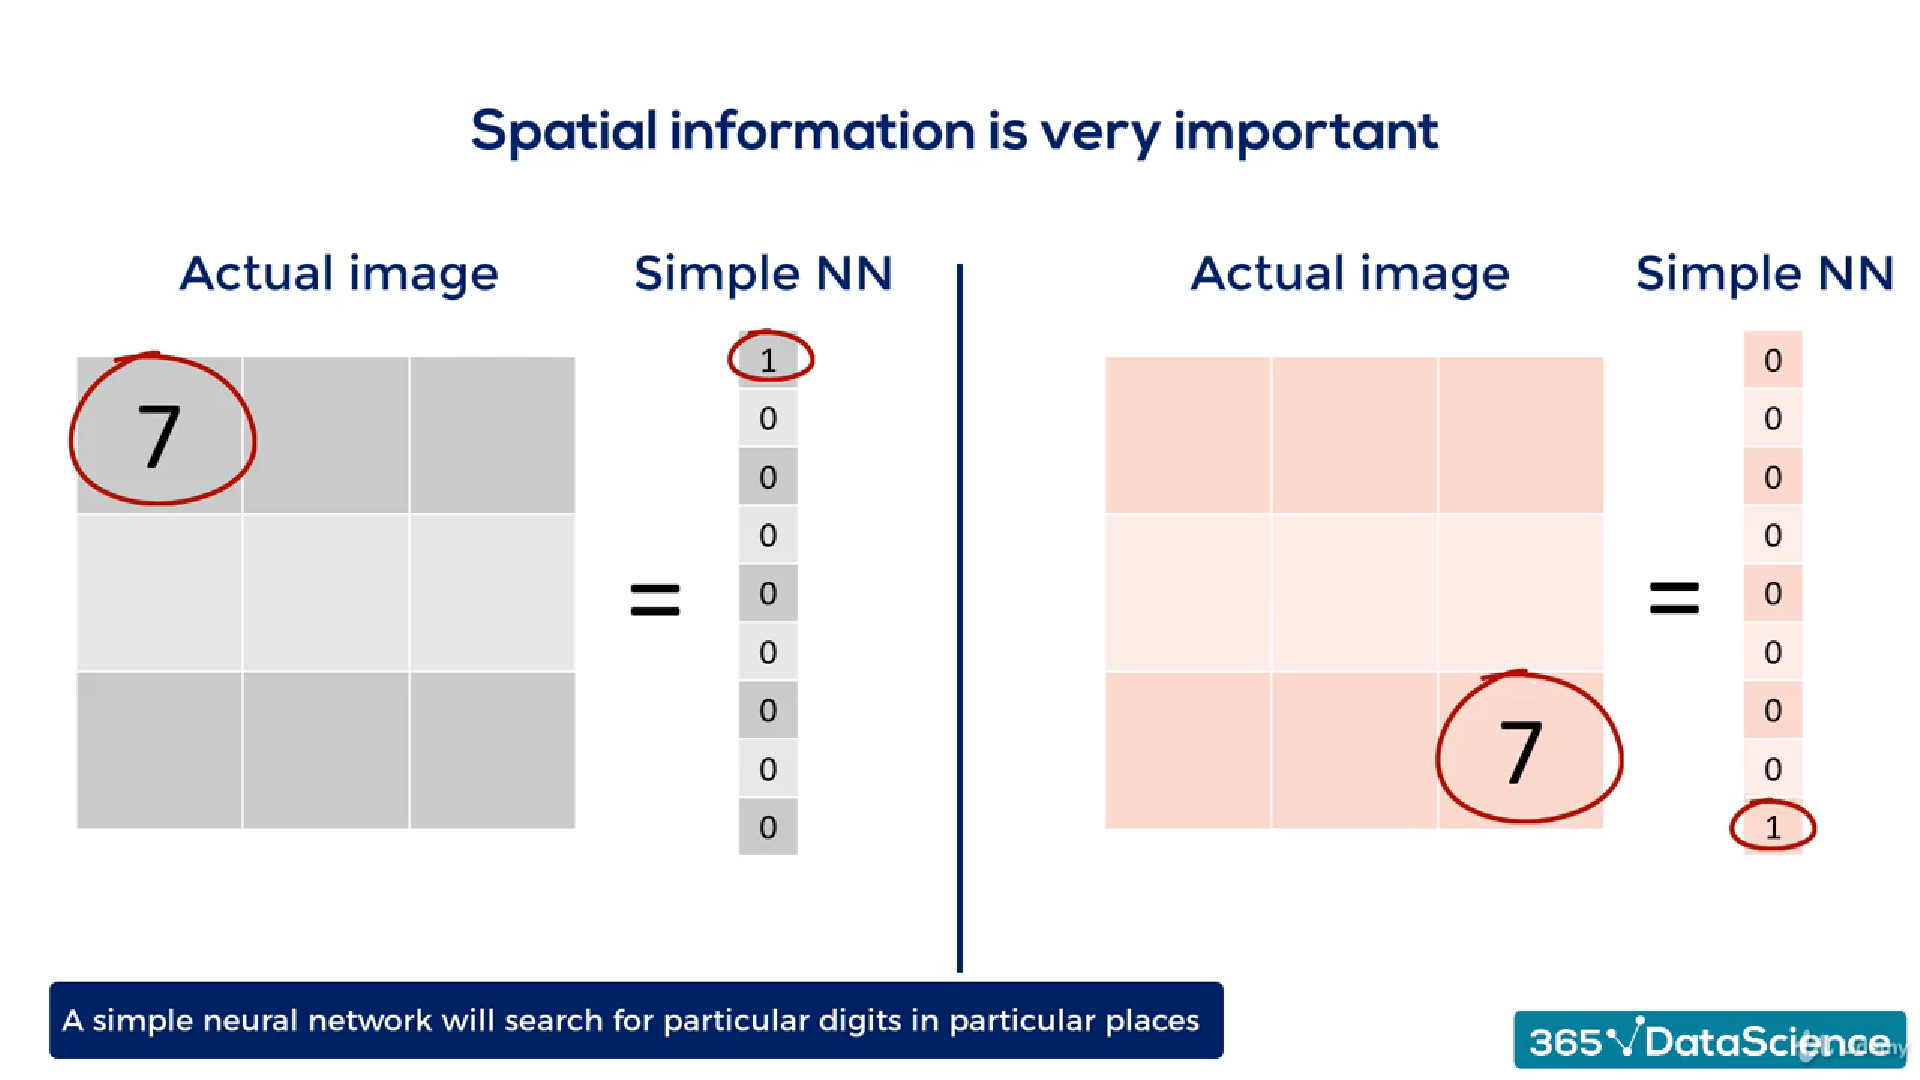 Spatial information is very important
Actual image
Simple NN
7
=
1
0
0
0
0
0
0
0
0
Actual image
Simple NN
7
=
0
0
0
0
0
0
0
0
1
A simple neural network will search for particular digits in particular places
365 DataScience
Udemy